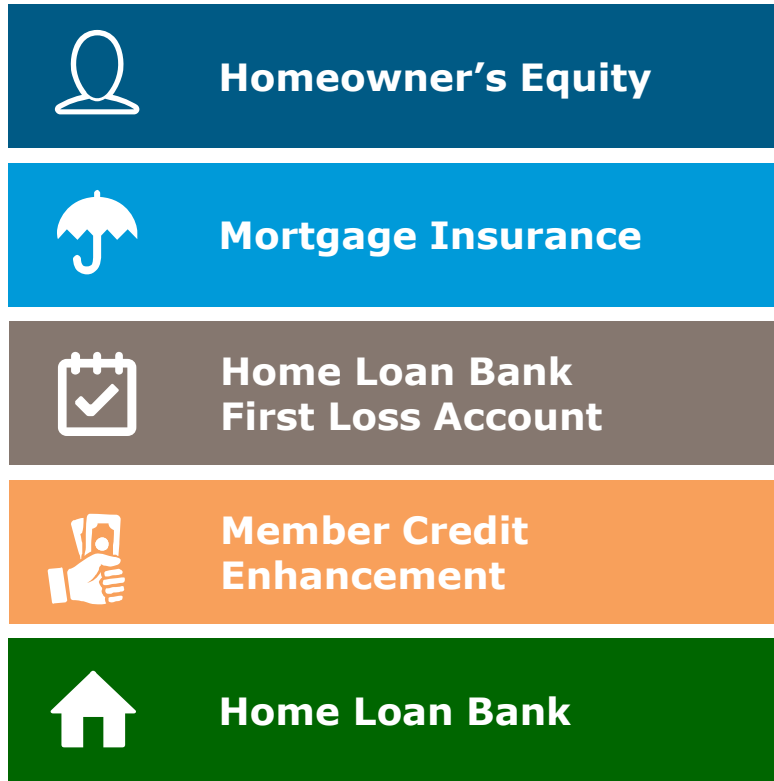 Homeowner’s Equity
Mortgage Insurance
Home Loan Bank
First Loss Account
Member Credit
Enhancement
Home Loan Bank